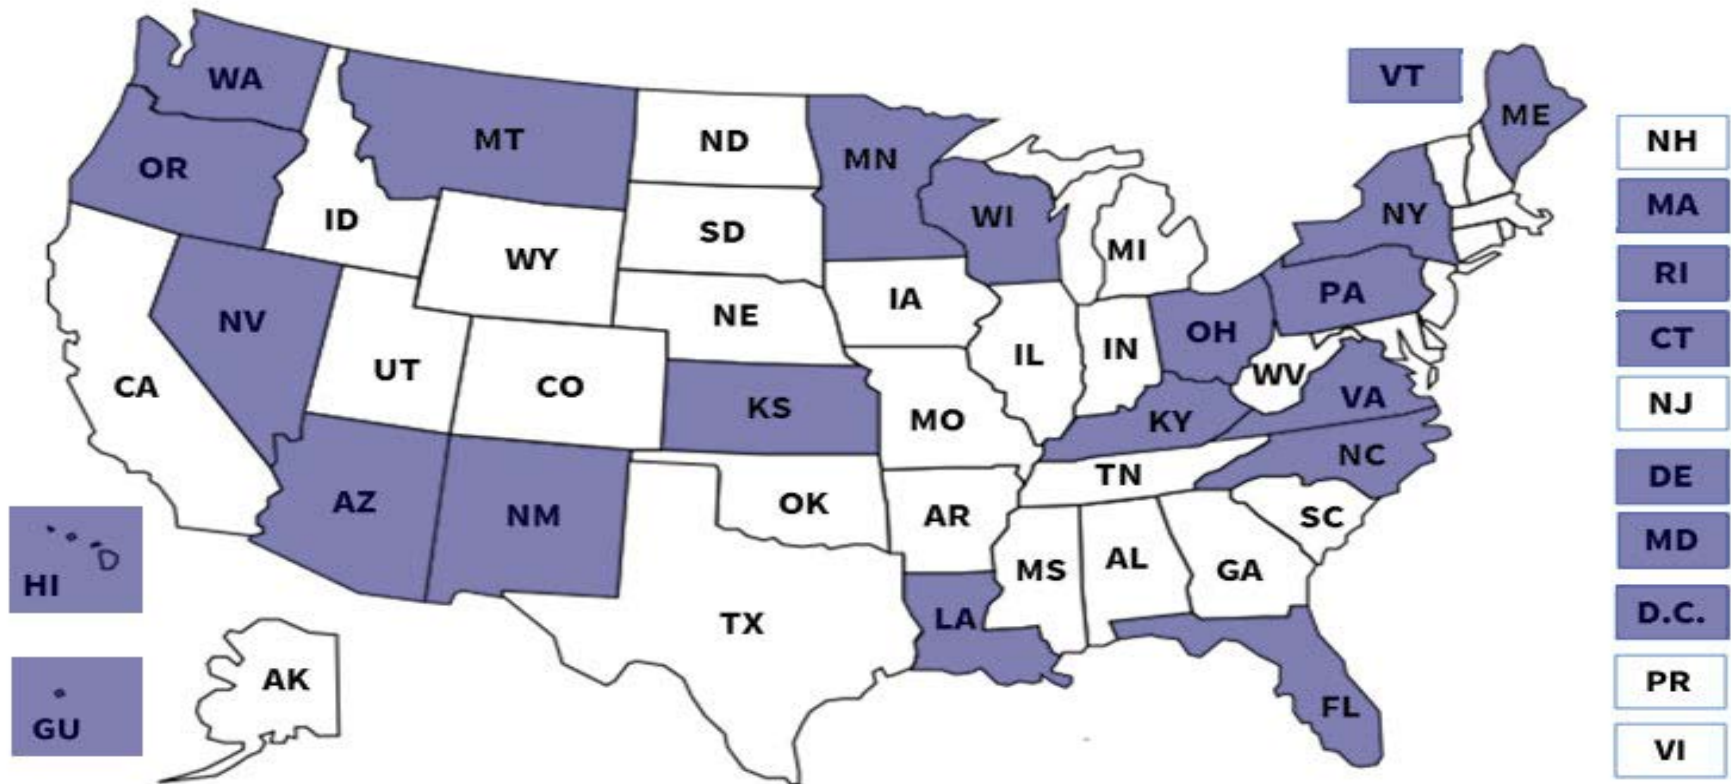 VT
WA
ME
MT
ND
NH
MN
OR
MA
WI
NY
ID
SD
MI
WY
RI
PA
IA
NE
NV
OH
CT
IN
IL
UT
WV
CO
CA
VA
NJ
KS
MO
KY
NC
TN
DE
AZ
OK
NM
AR
SC
MD
AL
MS
GA
HI
D.C.
LA
TX
AK
PR
FL
GU
VI